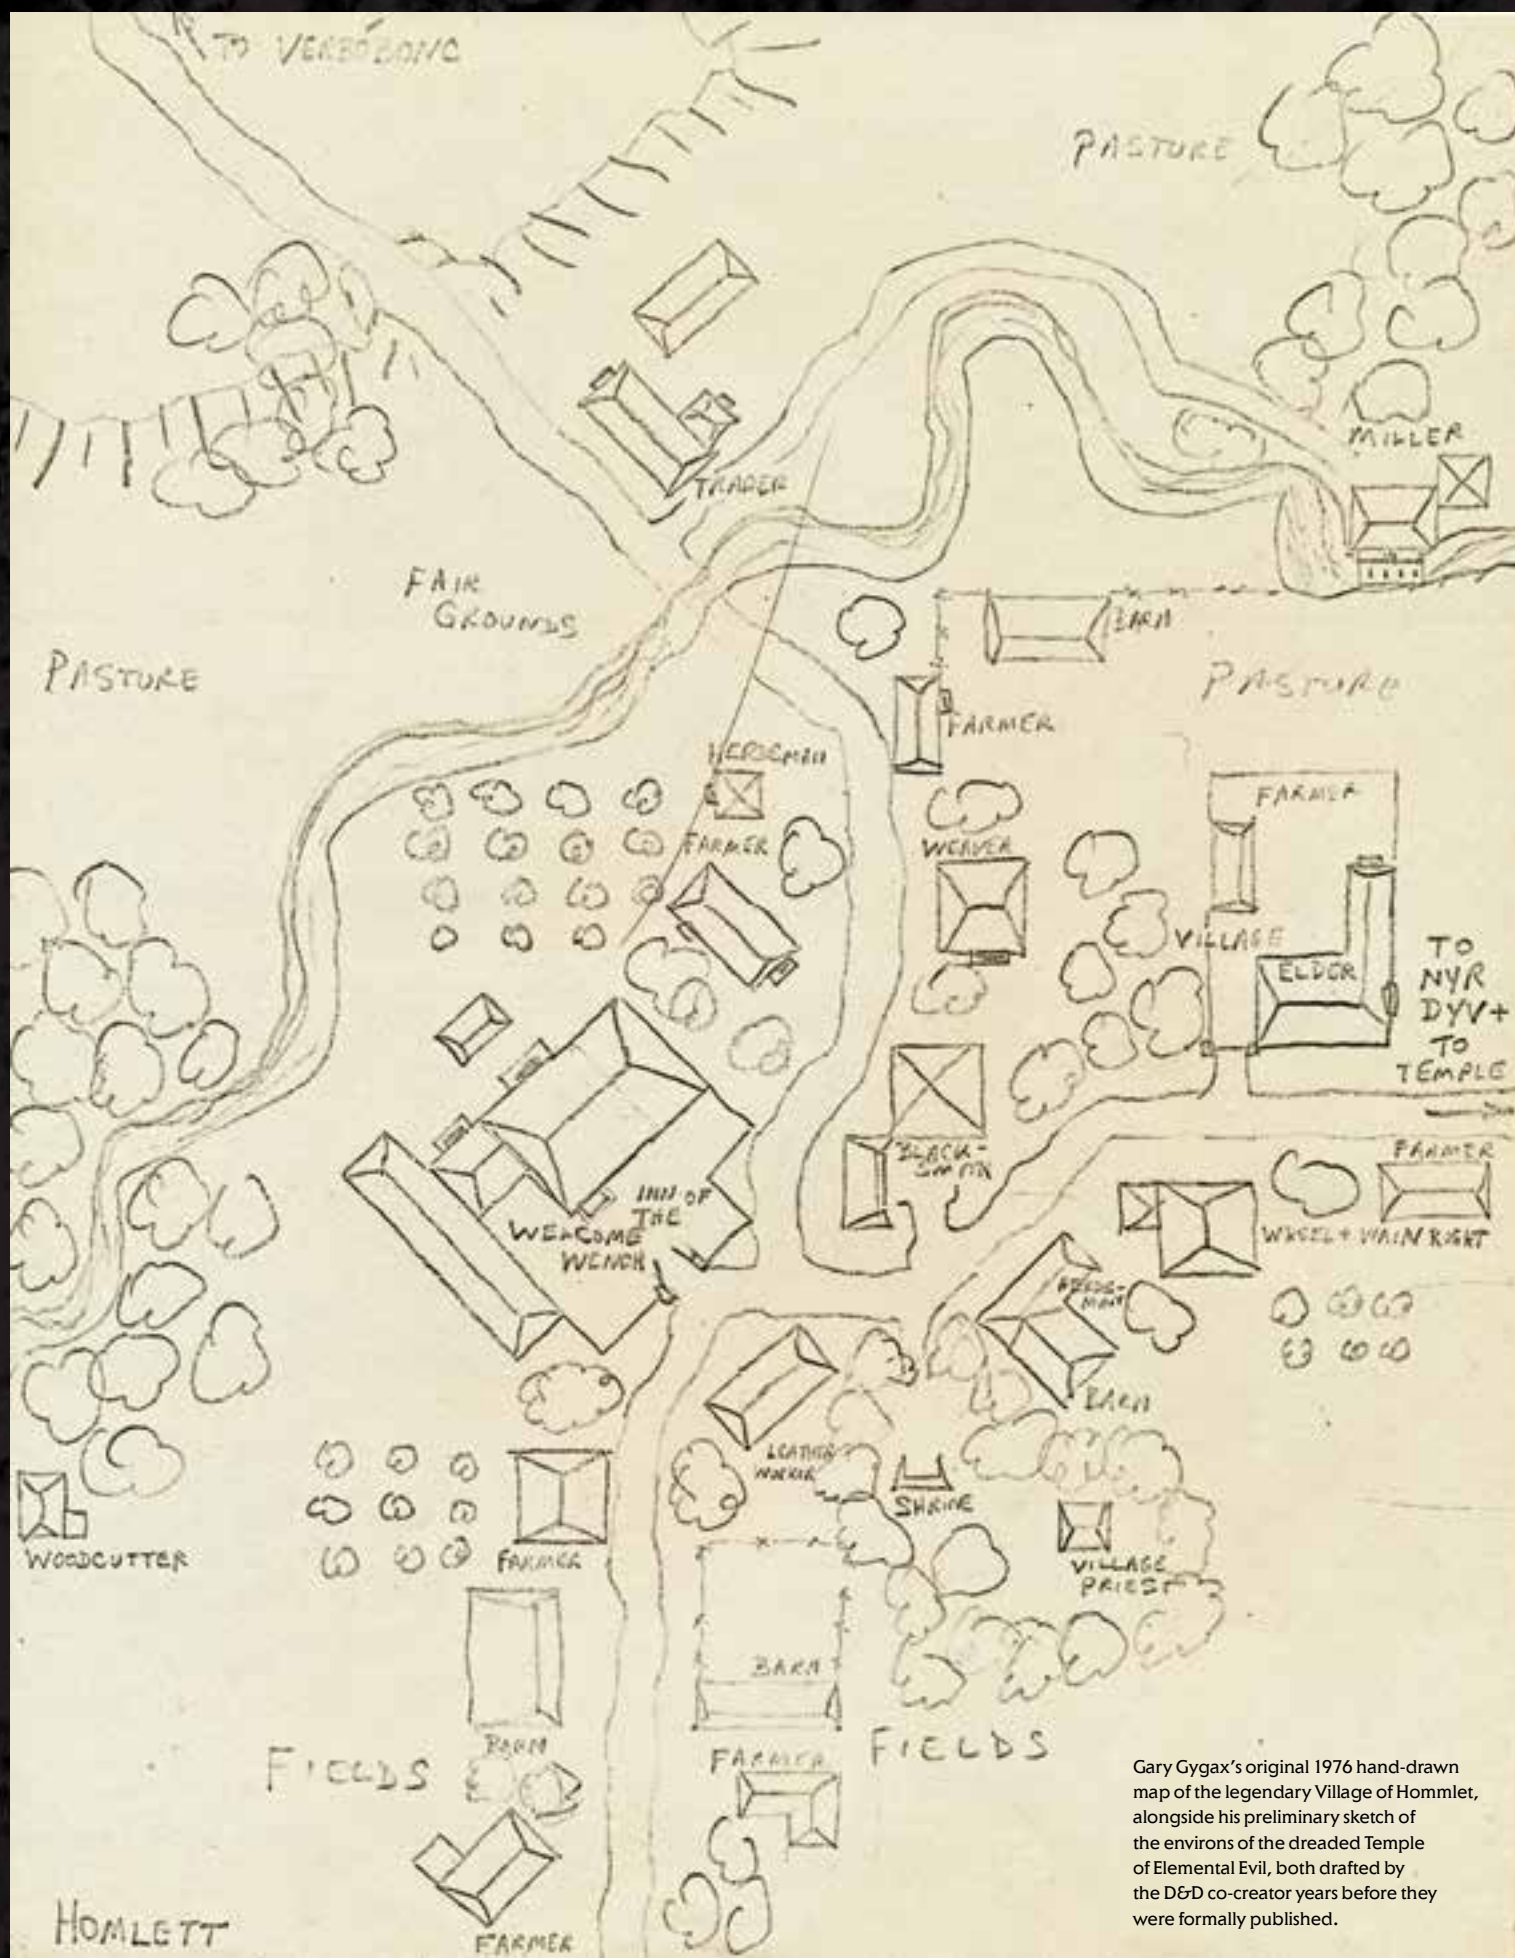 TO VERBOBONC
PASTURE
MILLER
TRADER
FAIR
GROUNDS
BARN
PASTURE
PASTURE
FARMER
HERDSMAN
FARMER
FARMER
WEAVER
VILLAGE
ELDER
TO
NYR
DYV+
TO
TEMPLE
BLACK-
SMITH
FARMER
INN OF
THE
WELCOME
WENCH
WHEEL + WAINRIGHT
HERDS-
MAN
BARN
LEATHER
WORKER
SHRINE
WOODCUTTER
FARMER
VILLAGE
PRIEST
BARN
BARN
FIELDS
FARMER
FIELDS
HOMLETT
FARMER
Gary Gygax’s original 1976 hand-drawn
map of the legendary Village of Hommlet,
alongside his preliminary sketch of
the environs of the dreaded Temple
of Elemental Evil, both drafted by
the D&D co-creator years before they
were formally published.